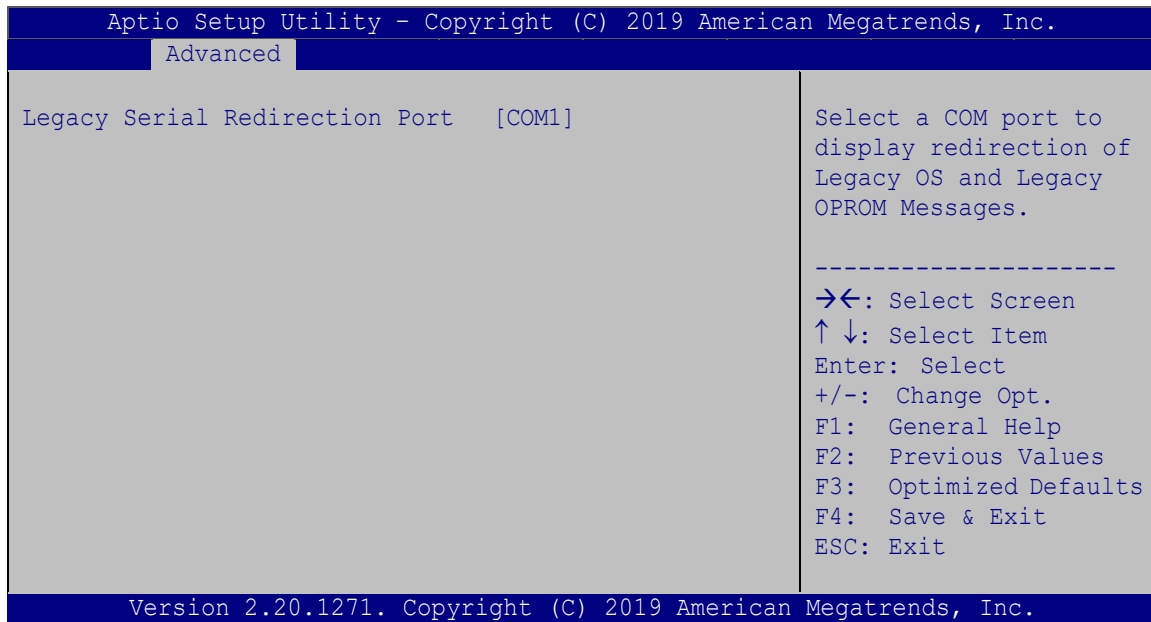 Aptio Setup Utility – Copyright (C) 2019 American Megatrends, Inc.
Advanced
Legacy Serial Redirection Port [COM1]
Select a COM port to
display redirection of
Legacy OS and Legacy
OPROM Messages.
---------------------
→←: Select Screen
↑ ↓: Select Item
Enter: Select
+/-: Change Opt.
F1: General Help
F2: Previous Values
F3: Optimized Defaults
F4: Save & Exit
ESC: Exit
Version 2.20.1271. Copyright (C) 2019 American Megatrends, Inc.